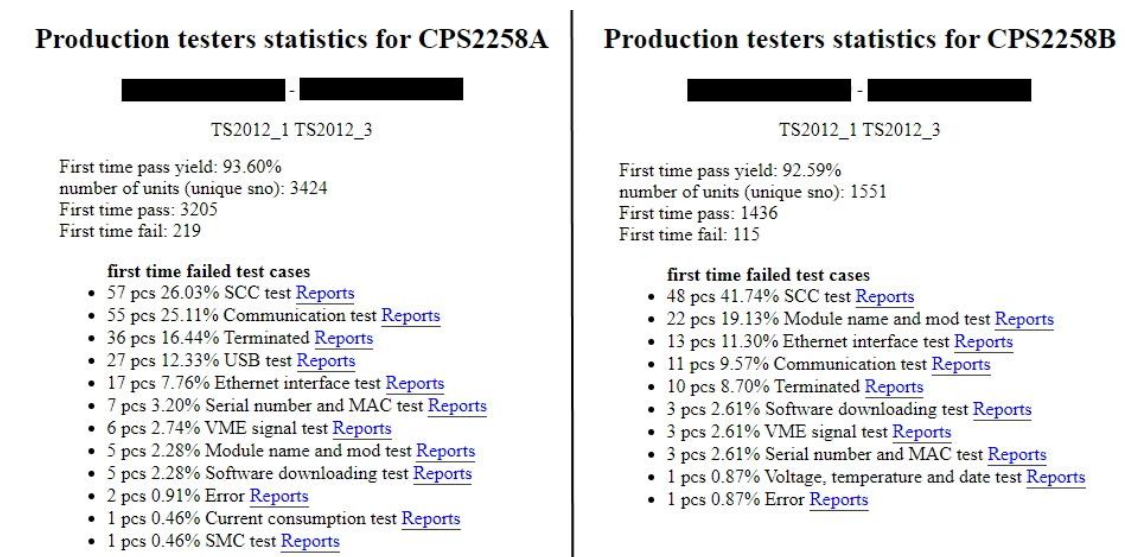 Production testers statistics for CPS2258A
-
TS2012_1 TS2012_3
First time pass yield: 93.60%
number of units (unique sno): 3424
First time pass: 3205
First time fail: 219
first time failed test cases
• 57 pcs 26.03% SCC test Reports
• 55 pcs 25.11% Communication test Reports
• 36 pcs 16.44% Terminated Reports
• 27 pcs 12.33% USB test Reports
• 17 pcs 7.76% Ethernet interface test Reports
• 7 pcs 3.20% Serial number and MAC test Reports
• 6 pcs 2.74% VME signal test Reports
• 5 pcs 2.28% Module name and mod test Reports
• 5 pcs 2.28% Software downloading test Reports
• 2 pcs 0.91% Error Reports
• 1 pcs 0.46% Current consumption test Reports
• 1 pcs 0.46% SMC test Reports
Production testers statistics for CPS2258B
-
TS2012_1 TS2012_3
First time pass yield: 92.59%
number of units (unique sno): 1551
First time pass: 1436
First time fail: 115
first time failed test cases
• 48 pcs 41.74% SCC test Reports
• 22 pcs 19.13% Module name and mod test Reports
• 13 pcs 11.30% Ethernet interface test Reports
• 11 pcs 9.57% Communication test Reports
• 10 pcs 8.70% Terminated Reports
• 3 pcs 2.61% Software downloading test Reports
• 3 pcs 2.61% VME signal test Reports
• 3 pcs 2.61% Serial number and MAC test Reports
• 1 pcs 0.87% Voltage, temperature and date test Reports
• 1 pcs 0.87% Error Reports